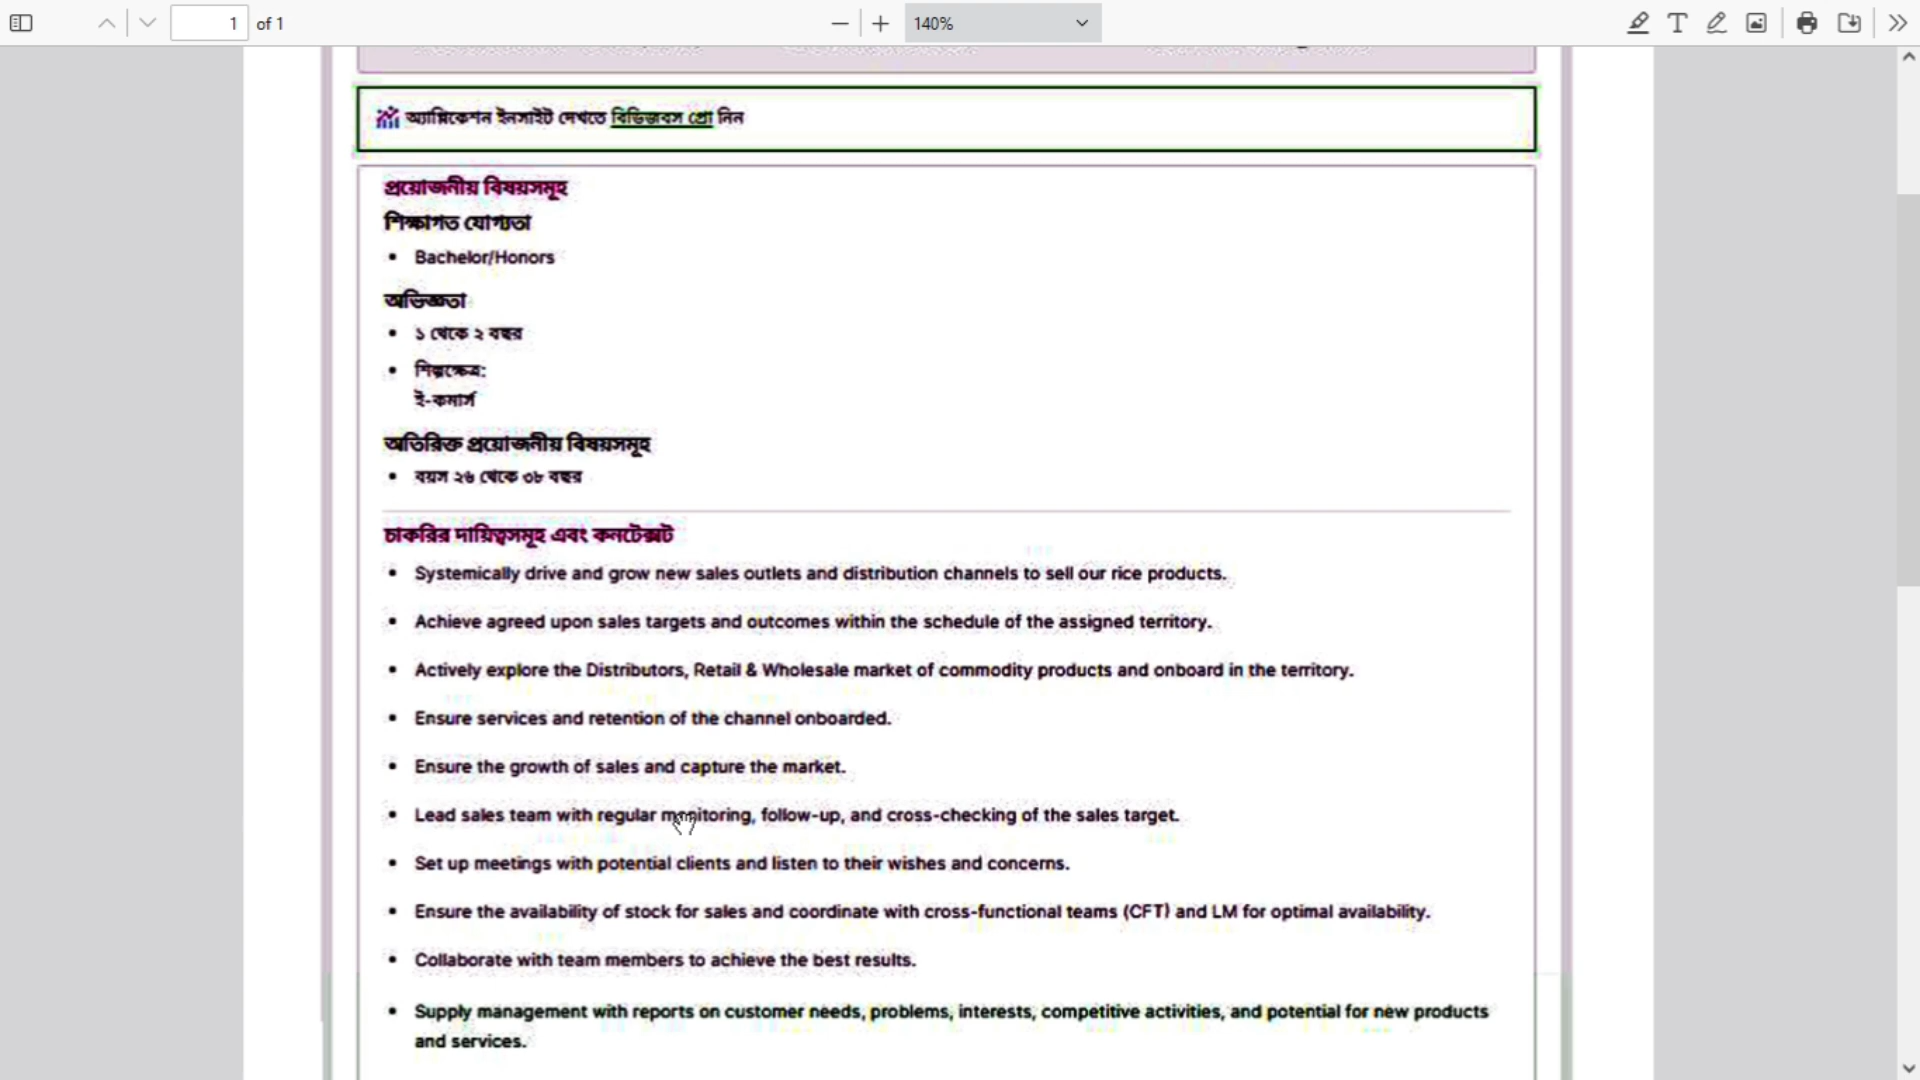 1 of 1 140%
অ্যাপ্লিকেশন ইনসাইট দেখতে বিডিজবস প্রো নিন
প্রয়োজনীয় বিষয়সমূহ
শিক্ষাগত যোগ্যতা
• Bachelor/Honors
অভিজ্ঞতা
• ১ থেকে ২ বছর
• শিল্পক্ষেত্র:
ই-কমার্স
অতিরিক্ত প্রয়োজনীয় বিষয়সমূহ
• বয়স ২৬ থেকে ৩৮ বছর
চাকরির দায়িত্বসমূহ এবং কনটেক্সট
• Systemically drive and grow new sales outlets and distribution channels to sell our rice products.
• Achieve agreed upon sales targets and outcomes within the schedule of the assigned territory.
• Actively explore the Distributors, Retail & Wholesale market of commodity products and onboard in the territory.
• Ensure services and retention of the channel onboarded.
• Ensure the growth of sales and capture the market.
• Lead sales team with regular monitoring, follow-up, and cross-checking of the sales target.
• Set up meetings with potential clients and listen to their wishes and concerns.
• Ensure the availability of stock for sales and coordinate with cross-functional teams (CFT) and LM for optimal availability.
• Collaborate with team members to achieve the best results.
• Supply management with reports on customer needs, problems, interests, competitive activities, and potential for new products
and services.